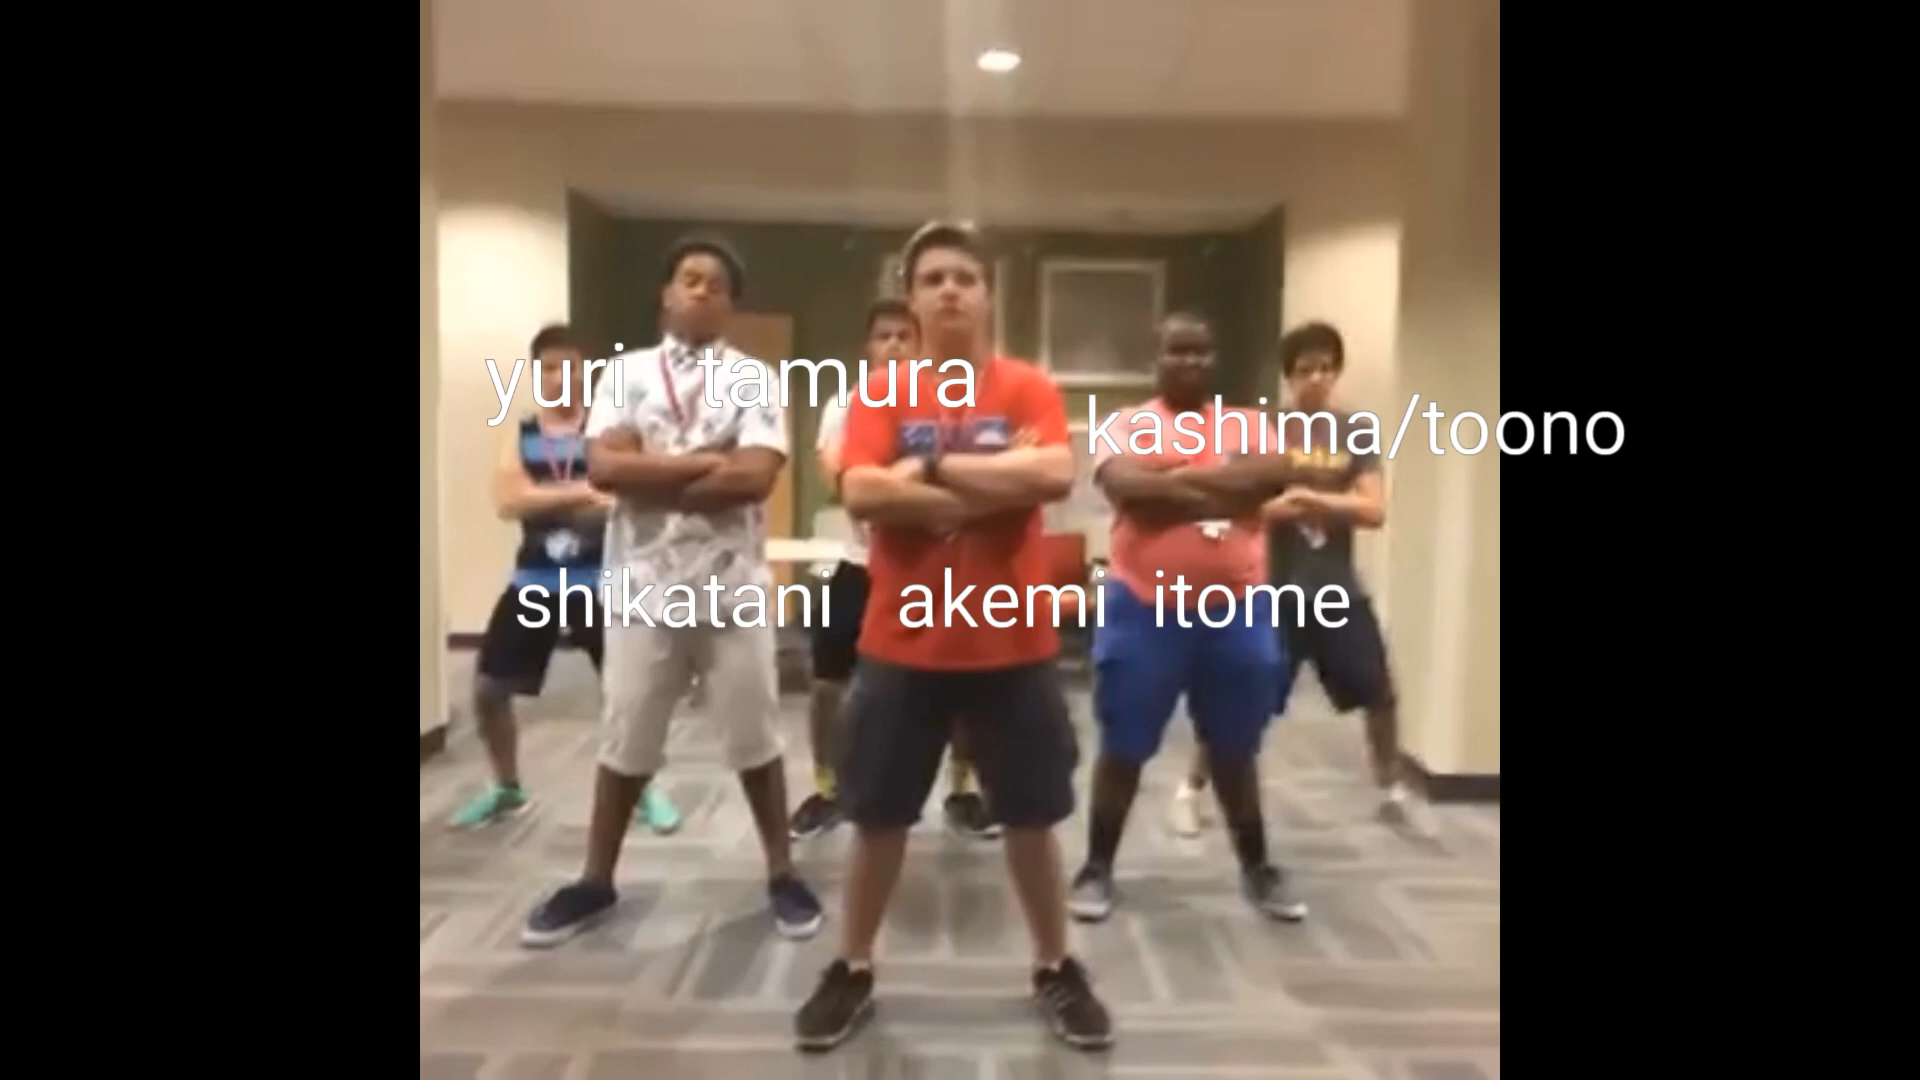 yuri tamura
kashima/toono
shikatani akemi itome